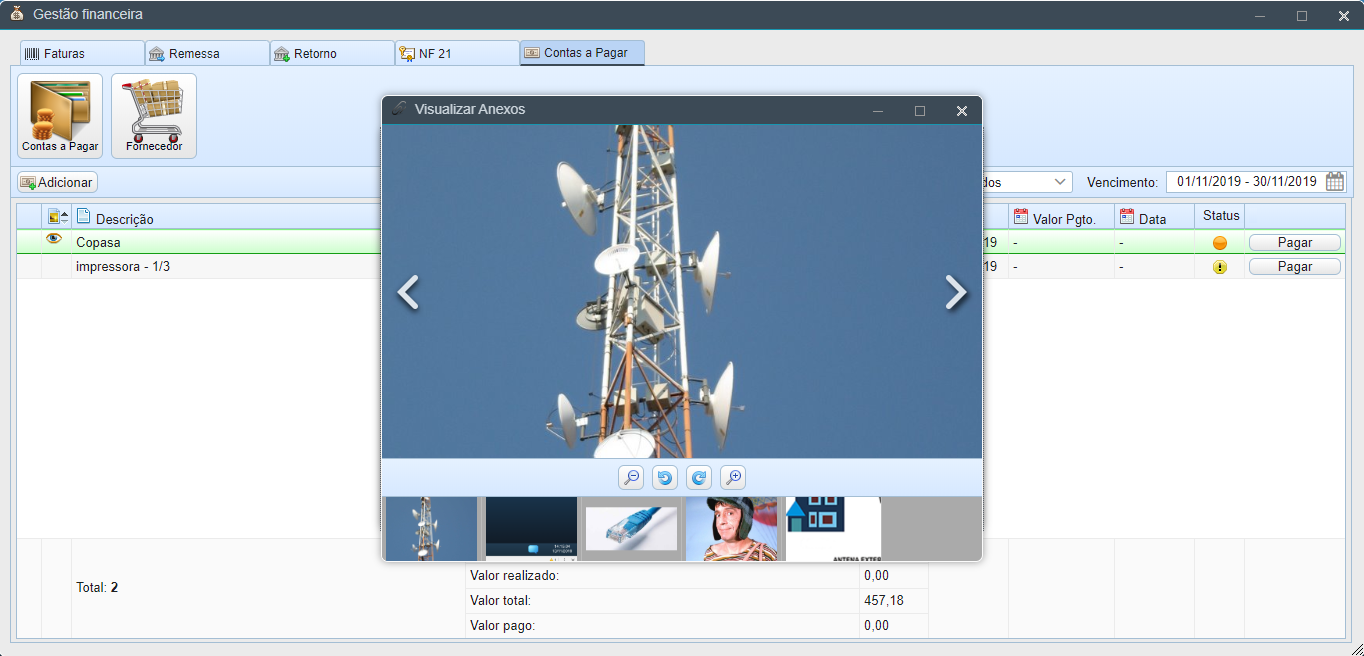 Gestão financeira
Faturas
Remessa
Retorno
NF 21
Contas a Pagar
Contas a Pagar
Fornecedor
Visualizar Anexos
Adicionar
Vencimento:
01/11/2019 - 30/11/2019
Descrição
Valor Pgto.
Data
Status
Copasa
19
-
-
Pagar
impressora - 1/3
19
-
-
Pagar
ANTENA EXTER
Total: 2
Valor realizado:
0,00
Valor total:
457,18
Valor pago:
0,00